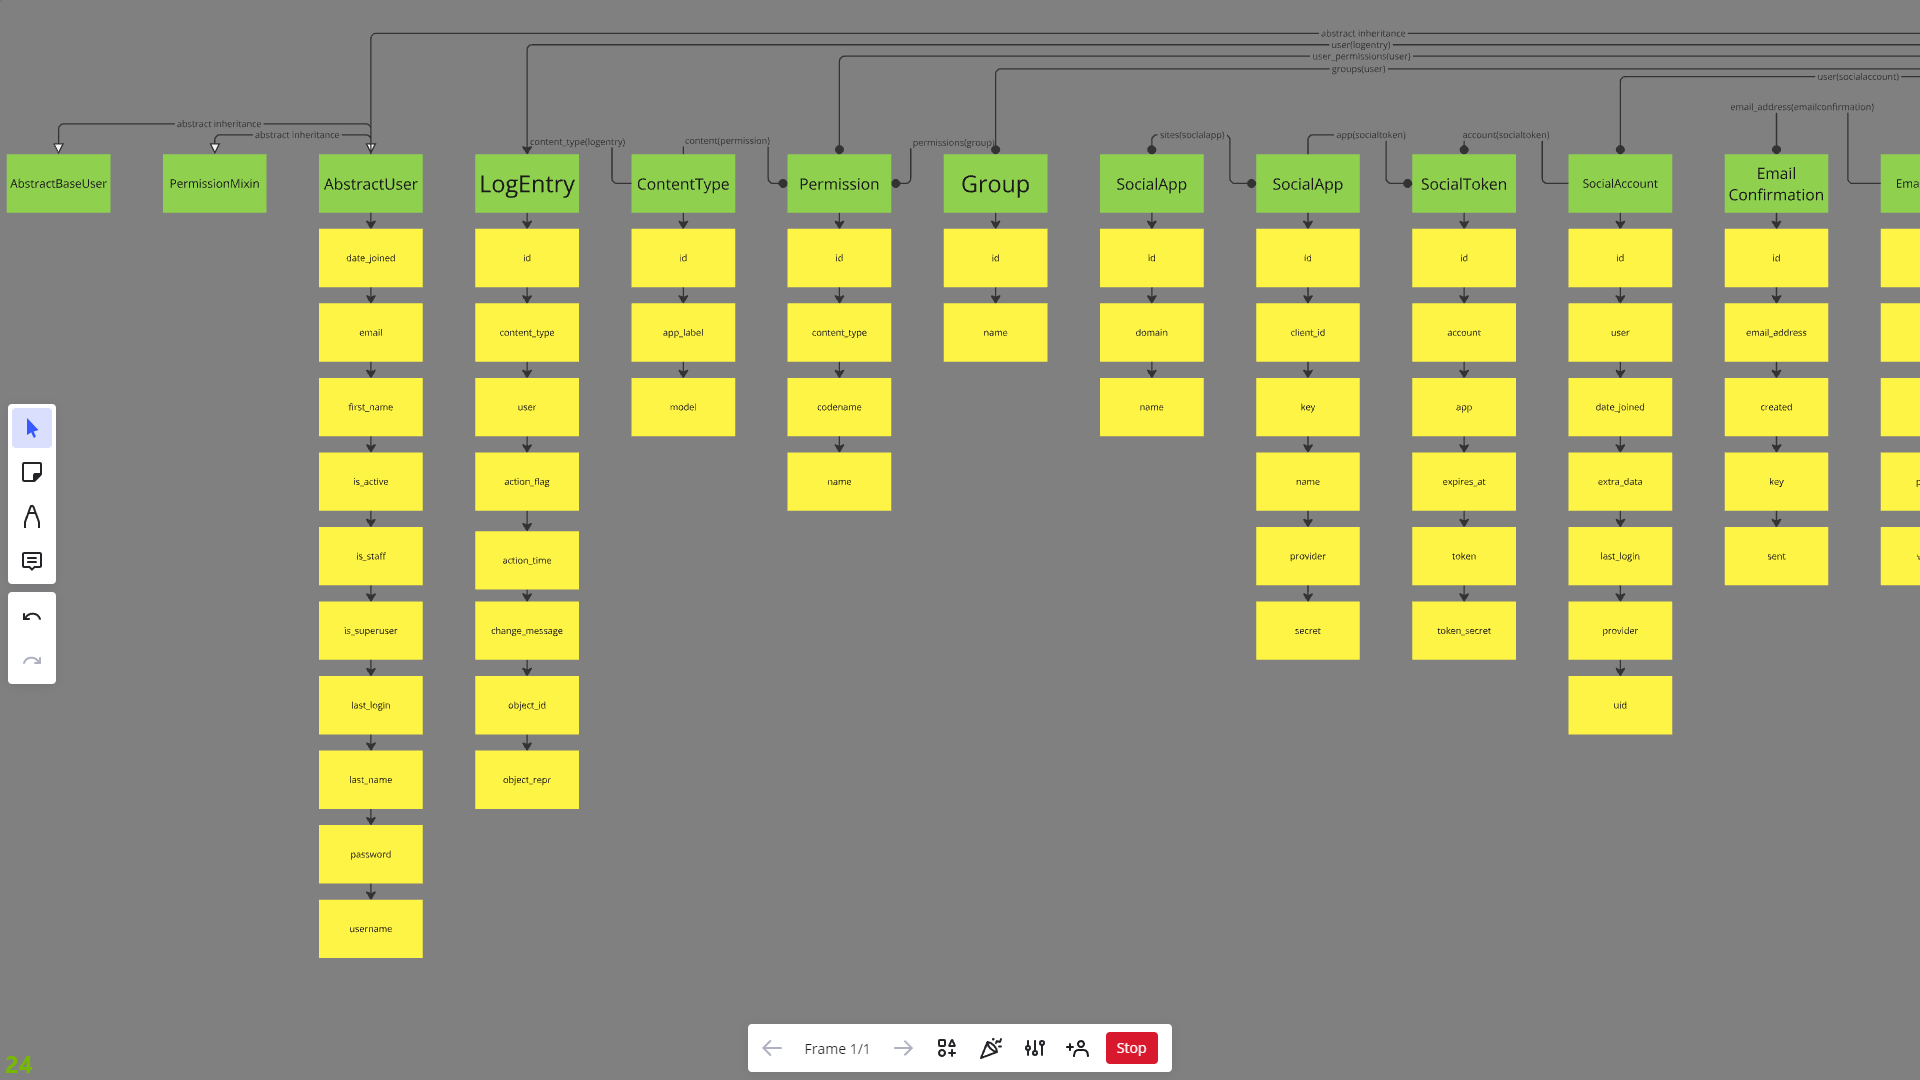 abstract inheritance
user(logentry)
user_permissions(user)
groups(user)
user(socialaccount)
email_address(emailconfirmation)
abstract inheritance
abstract inheritance
content_type(logentry)
content(permission)
permissions(group)
sites(socialapp)
app(socialtoken)
account(socialtoken)
AbstractBaseUser
PermissionMixin
AbstractUser
date_joined
email
first_name
is_active
is_staff
is_superuser
last_login
last_name
password
username
LogEntry
id
content_type
user
action_flag
action_time
change_message
object_id
object_repr
ContentType
id
app_label
model
Permission
id
content_type
codename
name
Group
id
name
SocialApp
id
domain
name
SocialApp
id
client_id
key
name
provider
secret
SocialToken
id
account
app
expires_at
token
token_secret
SocialAccount
id
user
date_joined
extra_data
last_login
provider
uid
Email
Confirmation
id
email_address
created
key
sent
Ema
24
Frame 1/1
Stop